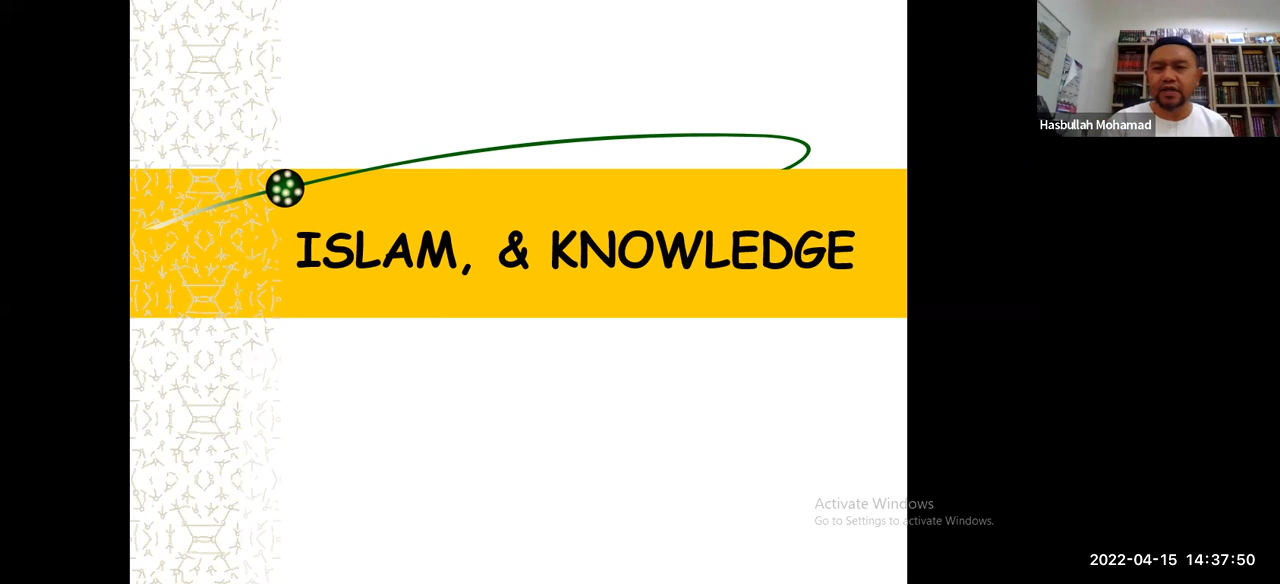 Hasbullah Mohamad
ISLAM, & KNOWLEDGE
Activate Windows
Go to Settings to activate Windows.
2022-04-15 14:37:50